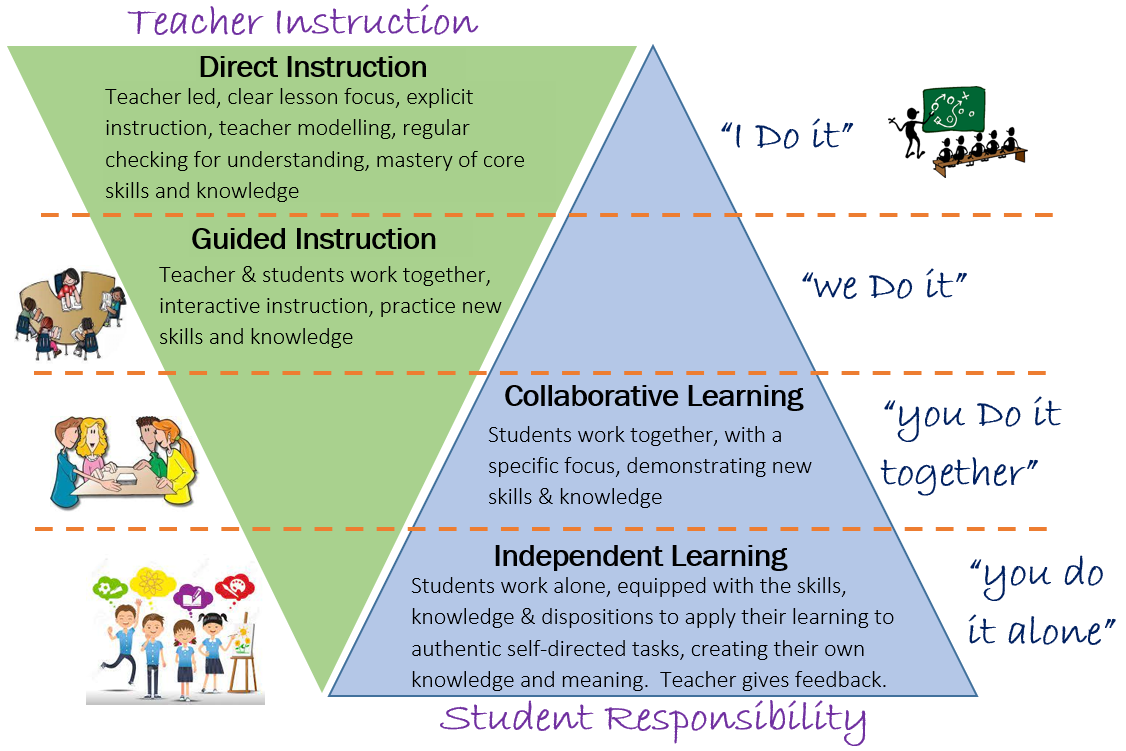 Teacher Instruction
Direct Instruction
Teacher led, clear lesson focus, explicit
instruction, teacher modelling, regular
checking for understanding, mastery of core
skills and knowledge
"I Do it"
Guided Instruction
Teacher & students work together,
interactive instruction, practice new
skills and knowledge
"We Do it"
Collaborative Learning
Students work together, with a
specific focus, demonstrating new
skills & knowledge
"You Do it
together"
Independent Learning
Students work alone, equipped with the skills,
knowledge & dispositions to apply their learning to
authentic self-directed tasks, creating their own
knowledge and meaning.  Teacher gives feedback.
"You do
it alone"
Student Responsibility